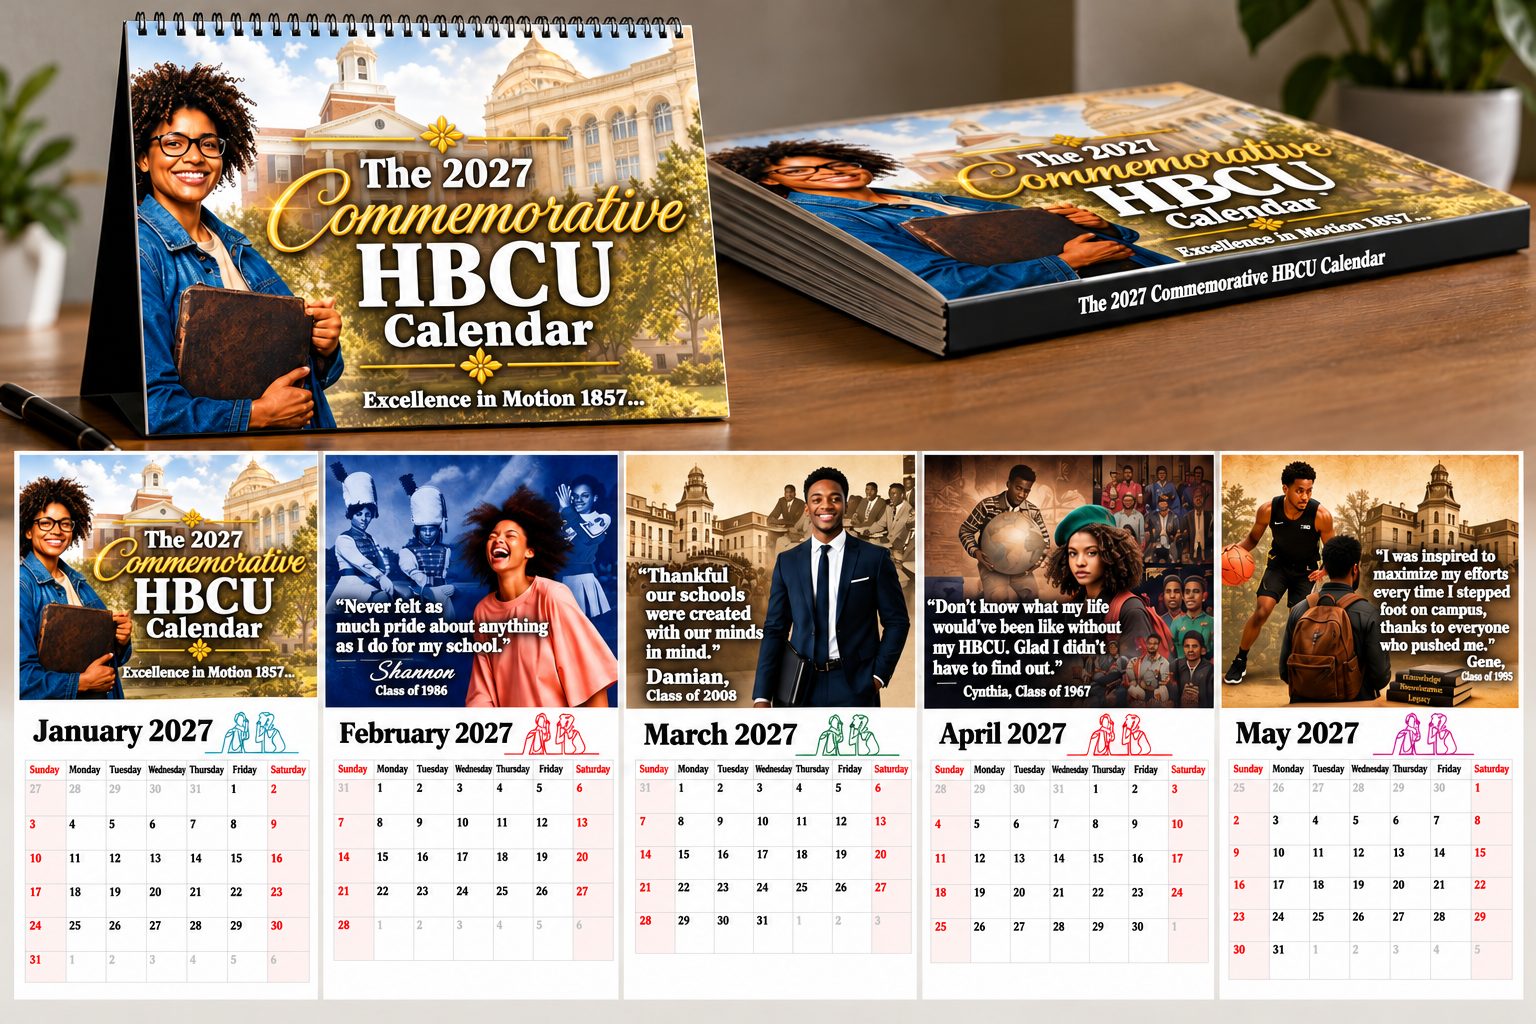 The 2027
Commemorative
HBCU
Calendar
Excellence in Motion 1857...
The 2027
Commemorative
HBCU
Calendar
Excellence in Motion 1857...
The 2027 Commemorative HBCU Calendar
The 2027
Commemorative
HBCU
Calendar
Excellence in Motion 1857...
January 2027
Sunday Monday Tuesday Wednesday Thursday Friday Saturday
27 28 29 30 31 1 2
3 4 5 6 7 8 9
10 11 12 13 14 15 16
17 18 19 20 21 22 23
24 25 26 27 28 29 30
31 1 2 3 4 5 6
“Never felt as
much pride about anything
as I do for my school.”
Shannon
Class of 1986
February 2027
Sunday Monday Tuesday Wednesday Thursday Friday Saturday
31 1 2 3 4 5 6
7 8 9 10 11 12 13
14 15 16 17 18 19 20
21 22 23 24 25 26 27
28 1 2 3 4 5 6
“Thankful
our schools
were created
with our minds
in mind.”
Damian,
Class of 2008
March 2027
Sunday Monday Tuesday Wednesday Thursday Friday Saturday
31 1 2 3 4 5 6
7 8 9 10 11 12 13
14 15 16 17 18 19 20
21 22 23 24 25 26 27
28 29 30 31 1 2 3
“Don’t know what my life
would’ve been like without
my HBCU. Glad I didn’t
have to find out.”
Cynthia, Class of 1967
April 2027
Sunday Monday Tuesday Wednesday Thursday Friday Saturday
28 29 30 31 1 2 3
4 5 6 7 8 9 10
11 12 13 14 15 16 17
18 19 20 21 22 23 24
25 26 27 28 29 30 1
“I was inspired to
maximize my efforts
every time I stepped
foot on campus,
thanks to everyone
who pushed me.”
Gene,
Class of 1995
Knowledge
Legacy
May 2027
Sunday Monday Tuesday Wednesday Thursday Friday Saturday
25 26 27 28 29 30 1
2 3 4 5 6 7 8
9 10 11 12 13 14 15
16 17 18 19 20 21 22
23 24 25 26 27 28 29
30 31 1 2 3 4 5